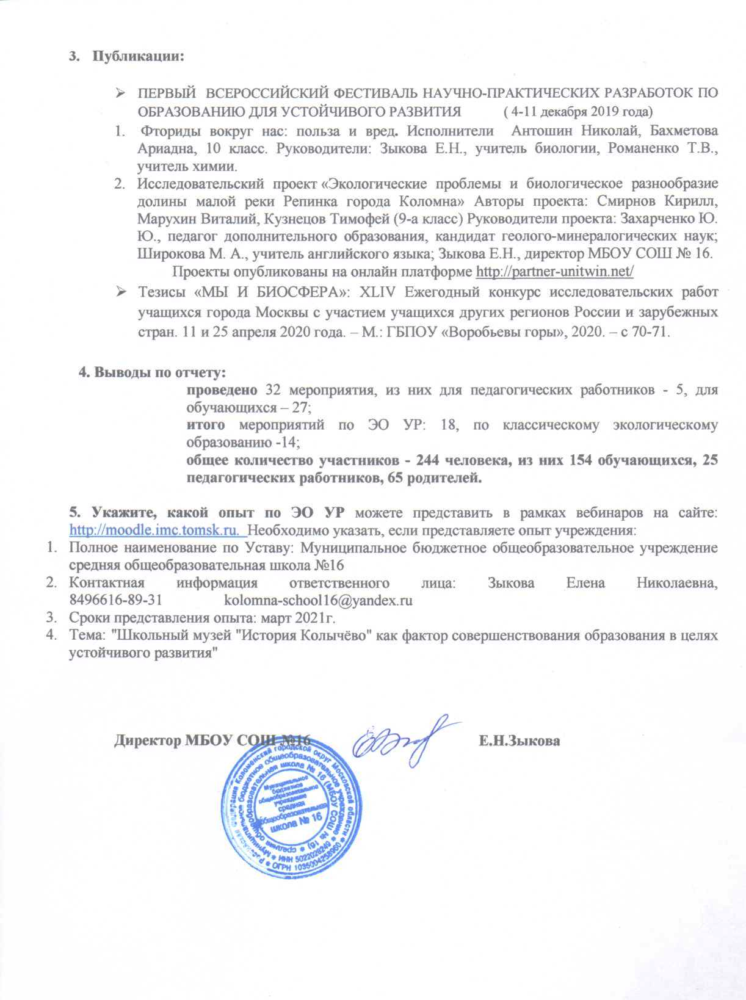 3. Публикации:
➢ ПЕРВЫЙ ВСЕРОССИЙСКИЙ ФЕСТИВАЛЬ НАУЧНО-ПРАКТИЧЕСКИХ РАЗРАБОТОК ПО
ОБРАЗОВАНИЮ ДЛЯ УСТОЙЧИВОГО РАЗВИТИЯ ( 4-11 декабря 2019 года)
1. Фториды вокруг нас: польза и вред. Исполнители Антошин Николай, Бахметова
Ариадна, 10 класс. Руководители: Зыкова Е.Н., учитель биологии, Романенко Т.В.,
учитель химии.
2. Исследовательский проект «Экологические проблемы и биологическое разнообразие
долины малой реки Репинка города Коломна» Авторы проекта: Смирнов Кирилл,
Марухин Виталий, Кузнецов Тимофей (9-а класс) Руководители проекта: Захарченко Ю.
Ю., педагог дополнительного образования, кандидат геолого-минералогических наук;
Широкова М. А., учитель английского языка; Зыкова Е.Н., директор МБОУ СОШ № 16.
Проекты опубликованы на онлайн платформе http://partner-unitwin.net/
➢ Тезисы «МЫ И БИОСФЕРА»: XLIV Ежегодный конкурс исследовательских работ
учащихся города Москвы с участием учащихся других регионов России и зарубежных
стран. 11 и 25 апреля 2020 года. – М.: ГБПОУ «Воробьевы горы», 2020. – с 70-71.
4. Выводы по отчету:
проведено 32 мероприятия, из них для педагогических работников - 5, для
обучающихся – 27;
итого мероприятий по ЭО УР: 18, по классическому экологическому
образованию -14;
общее количество участников - 244 человека, из них 154 обучающихся, 25
педагогических работников, 65 родителей.
5. Укажите, какой опыт по ЭО УР можете представить в рамках вебинаров на сайте:
http://moodle.imc.tomsk.ru. Необходимо указать, если представляете опыт учреждения:
1. Полное наименование по Уставу: Муниципальное бюджетное общеобразовательное учреждение
средняя общеобразовательная школа №16
2. Контактная информация ответственного лица: Зыкова Елена Николаевна,
8496616-89-31 kolomna-school16@yandex.ru
3. Сроки представления опыта: март 2021г.
4. Тема: "Школьный музей "История Колычёво" как фактор совершенствования образования в целях
устойчивого развития"
Директор МБОУ СОШ №16 Е.Н.Зыкова
Российская Федерация Коломенский городской округ Московской области
ОГРН 1035004258960
Муниципальное бюджетное общеобразовательное учреждение
ИНН 5022028249
средняя общеобразовательная школа № 16 (МБОУ СОШ № 16)
Муниципальное
бюджетное
общеобразовательное
учреждение
средняя
общеобразовательная
школа № 16